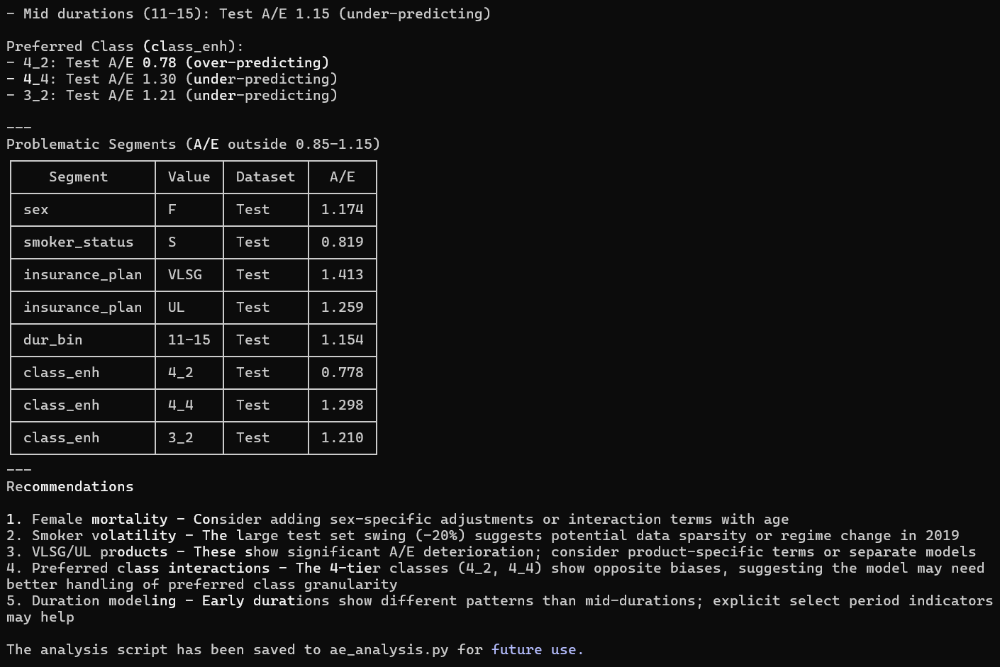 - Mid durations (11-15): Test A/E 1.15 (under-predicting)
Preferred Class (class_enh):
- 4_2: Test A/E 0.78 (over-predicting)
- 4_4: Test A/E 1.30 (under-predicting)
- 3_2: Test A/E 1.21 (under-predicting)
---
Problematic Segments (A/E outside 0.85-1.15)
Segment Value Dataset A/E
sex F Test 1.174
smoker_status S Test 0.819
insurance_plan VLSG Test 1.413
insurance_plan UL Test 1.259
dur_bin 11-15 Test 1.154
class_enh 4_2 Test 0.778
class_enh 4_4 Test 1.298
class_enh 3_2 Test 1.210
---
Recommendations
1. Female mortality - Consider adding sex-specific adjustments or interaction terms with age
2. Smoker volatility - The large test set swing (-20%) suggests potential data sparsity or regime change in 2019
3. VLSG/UL products - These show significant A/E deterioration; consider product-specific terms or separate models
4. Preferred class interactions - The 4-tier classes (4_2, 4_4) show opposite biases, suggesting the model may need
better handling of preferred class granularity
5. Duration modeling - Early durations show different patterns than mid-durations; explicit select period indicators
may help
The analysis script has been saved to ae_analysis.py for future use.